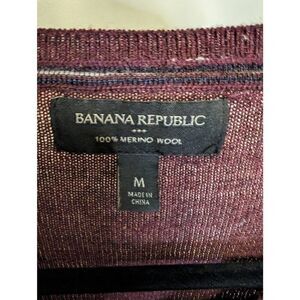 BANANA REPUBLIC
100% MERINO WOOL
M
MADE IN
CHINA